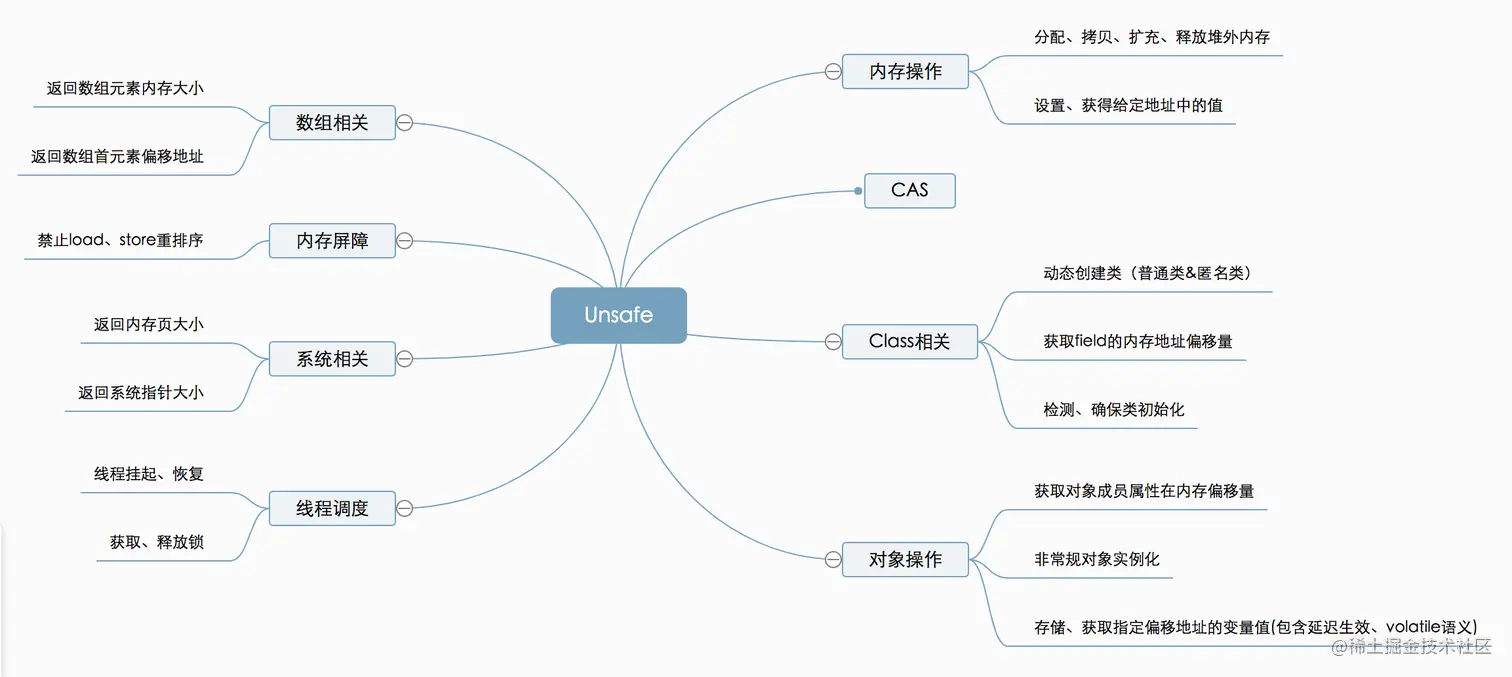 Unsafe
内存操作
分配、拷贝、扩充、释放堆外内存
设置、获得给定地址中的值
CAS
Class相关
动态创建类（普通类&匿名类）
获取field的内存地址偏移量
检测、确保类初始化
对象操作
获取对象成员属性在内存偏移量
非常规对象实例化
存储、获取指定偏移地址的变量值(包含延迟生效、volatile语义)
数组相关
返回数组元素内存大小
返回数组首元素偏移地址
内存屏障
禁止load、store重排序
系统相关
返回内存页大小
返回系统指针大小
线程调度
线程挂起、恢复
获取、释放锁
@稀土掘金技术社区